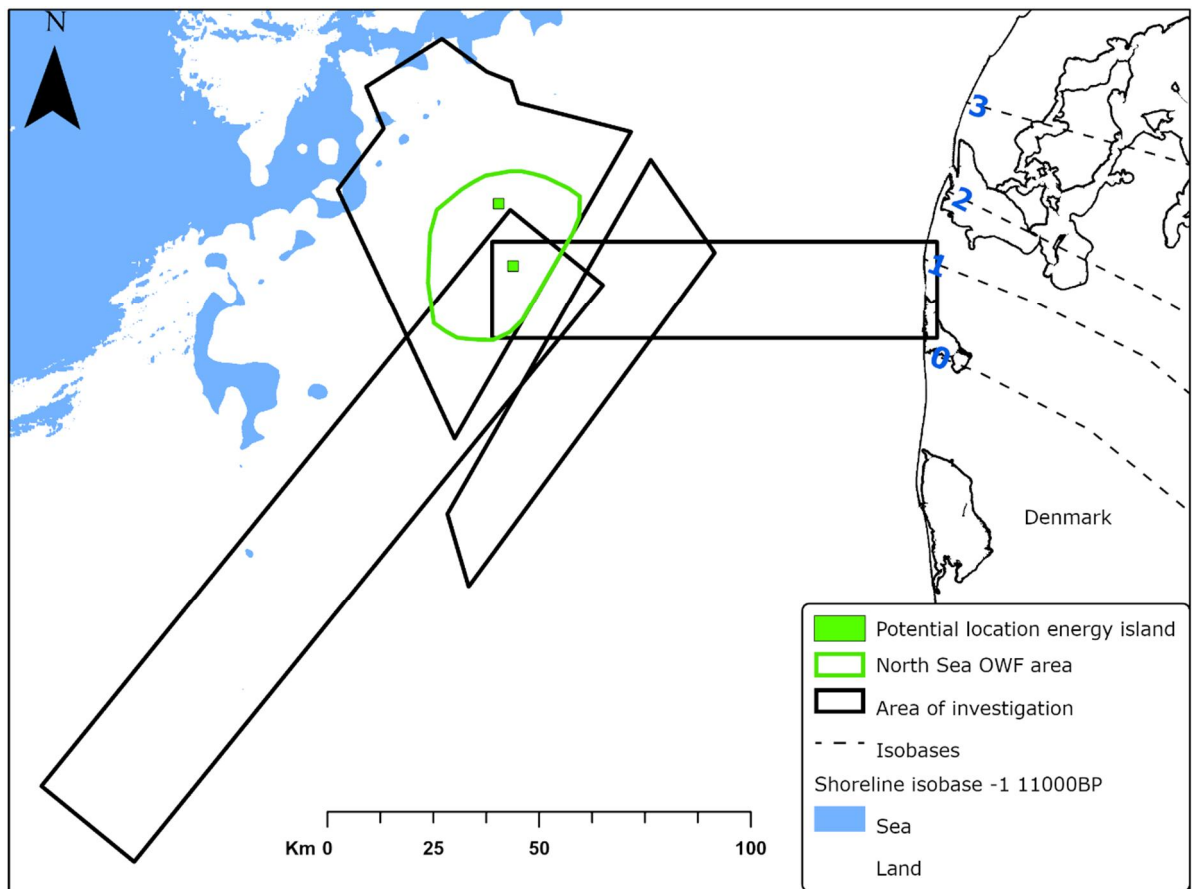 N
3
2
1
0
Denmark
Potential location energy island
North Sea OWF area
Area of investigation
Isobases
Shoreline isobase -1 11000BP
Sea
Land
Km 0 25 50 100